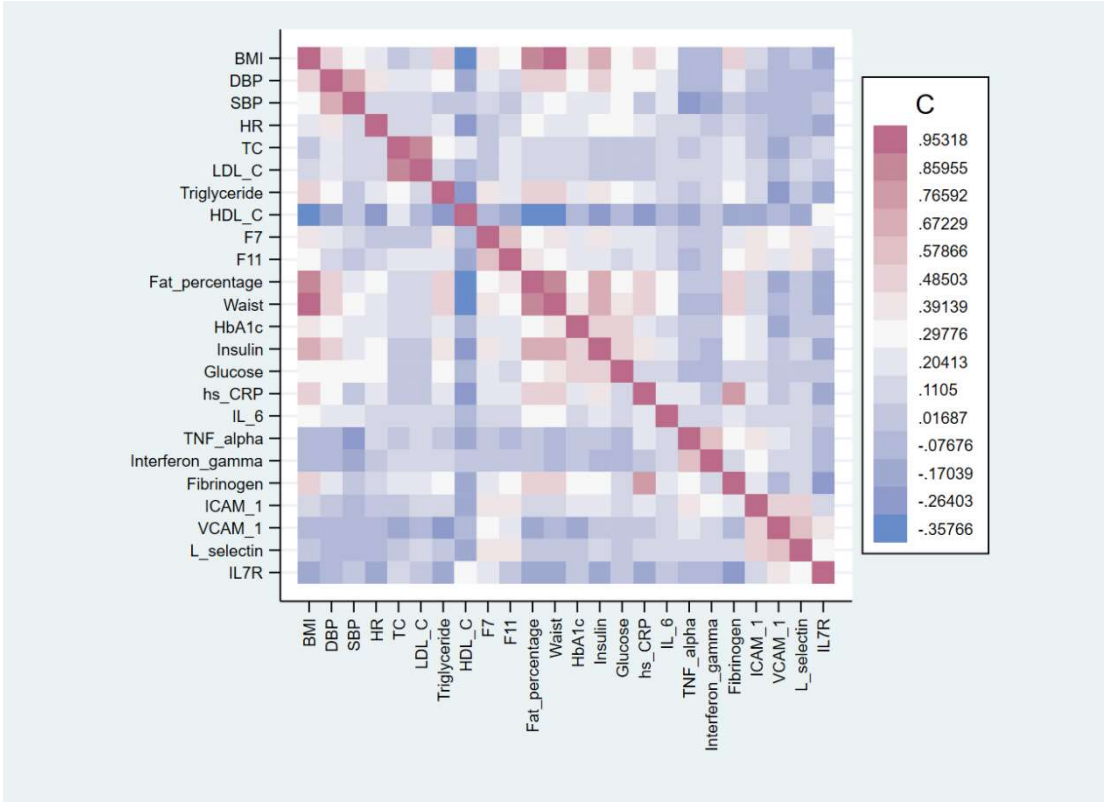 BMI
DBP
SBP
HR
TC
LDL_C
Triglyceride
HDL_C
F7
F11
Fat_percentage
Waist
HbA1c
Insulin
Glucose
hs_CRP
IL_6
TNF_alpha
Interferon_gamma
Fibrinogen
ICAM_1
VCAM_1
L_selectin
IL7R
BMI
DBP
SBP
HR
TC
LDL_C
Triglyceride
HDL_C
F7
F11
Fat_percentage
Waist
HbA1c
Insulin
Glucose
hs_CRP
IL_6
TNF_alpha
Interferon_gamma
Fibrinogen
ICAM_1
VCAM_1
L_selectin
IL7R
C
.95318
.85955
.76592
.67229
.57866
.48503
.39139
.29776
.20413
.1105
.01687
-.07676
-.17039
-.26403
-.35766